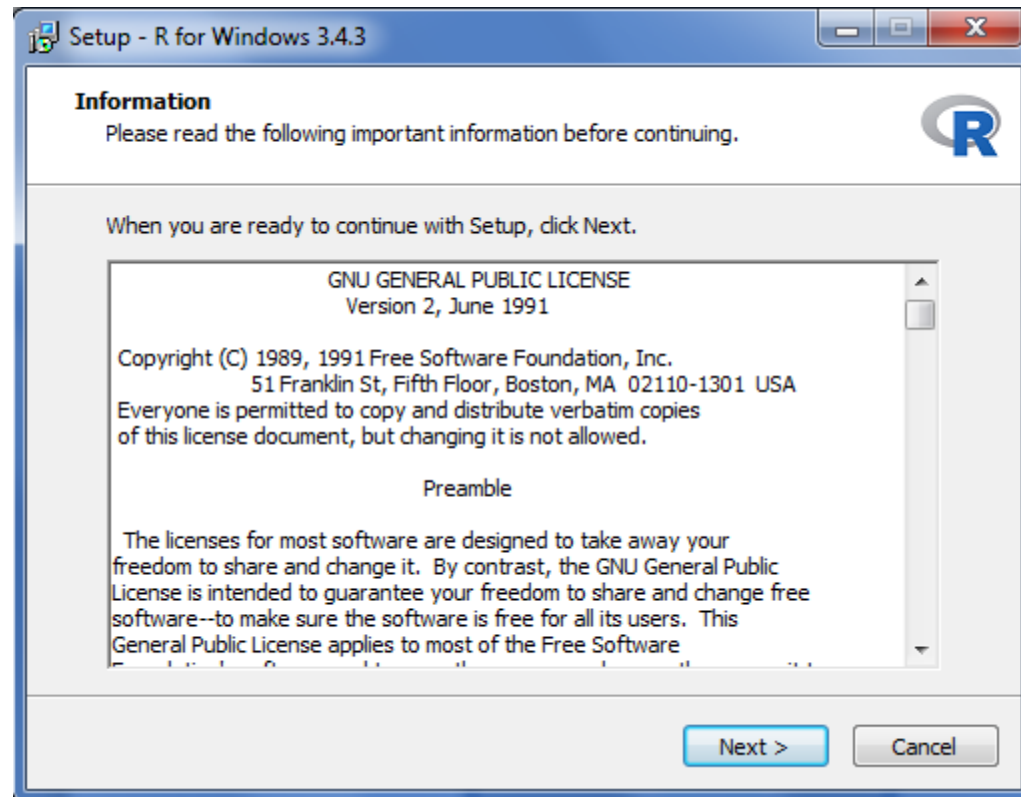 Setup - R for Windows 3.4.3
Information
Please read the following important information before continuing.
R
When you are ready to continue with Setup, click Next.
GNU GENERAL PUBLIC LICENSE
Version 2, June 1991
Copyright (C) 1989, 1991 Free Software Foundation, Inc.
51 Franklin St, Fifth Floor, Boston, MA  02110-1301  USA
Everyone is permitted to copy and distribute verbatim copies
of this license document, but changing it is not allowed.
Preamble
The licenses for most software are designed to take away your
freedom to share and change it.  By contrast, the GNU General Public
License is intended to guarantee your freedom to share and change free
software--to make sure the software is free for all its users.  This
General Public License applies to most of the Free Software
Next >
Cancel